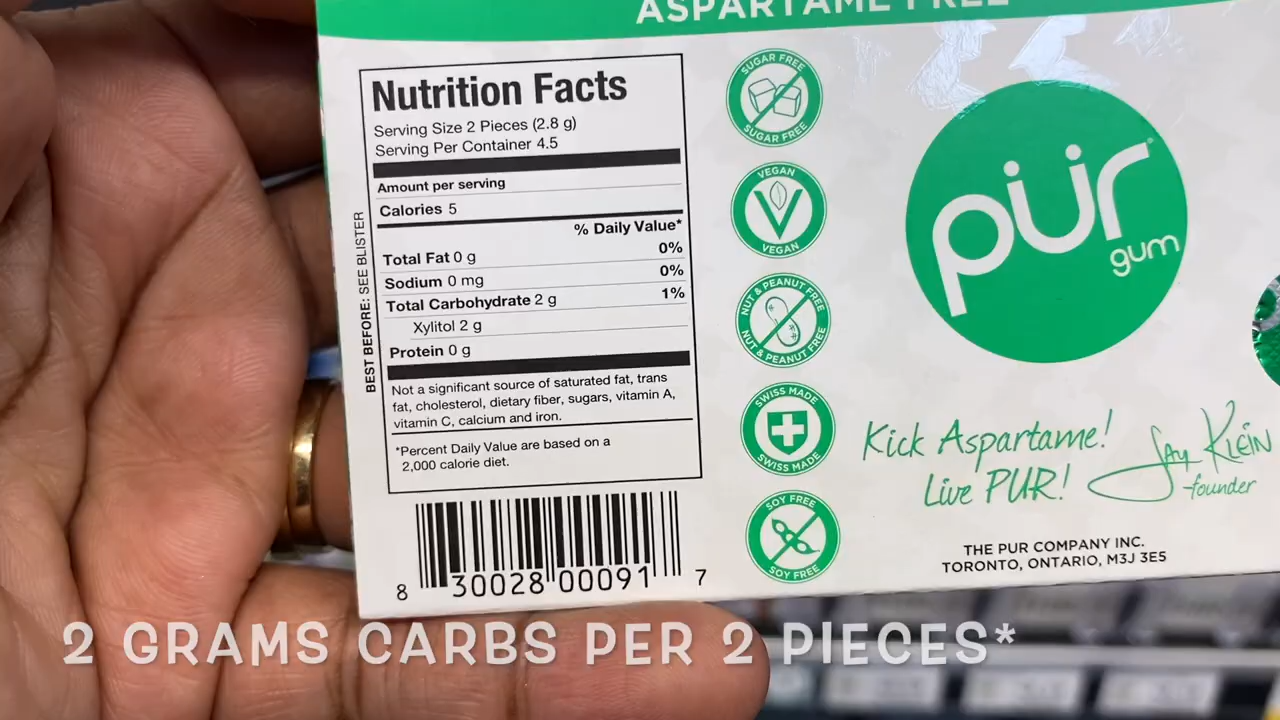 ASPARTAME FREE
Nutrition Facts
Serving Size 2 Pieces (2.8 g)
Serving Per Container 4.5
Amount per serving
Calories 5
% Daily Value*
Total Fat 0 g 0%
Sodium 0 mg 0%
Total Carbohydrate 2 g 1%
Xylitol 2 g
Protein 0 g
Not a significant source of saturated fat, trans
fat, cholesterol, dietary fiber, sugars, vitamin A,
vitamin C, calcium and iron.
*Percent Daily Value are based on a
2,000 calorie diet.
BEST BEFORE: SEE BLISTER
8 30028 00091 7
SUGAR FREE
SUGAR FREE
VEGAN
VEGAN
NUT & PEANUT FREE
NUT & PEANUT FREE
SWISS MADE
SWISS MADE
SOY FREE
SOY FREE
pür
gum
Kick Aspartame!
Live PUR!
Jay Klein
-founder
THE PUR COMPANY INC.
TORONTO, ONTARIO, M3J 3E5
2 GRAMS CARBS PER 2 PIECES*